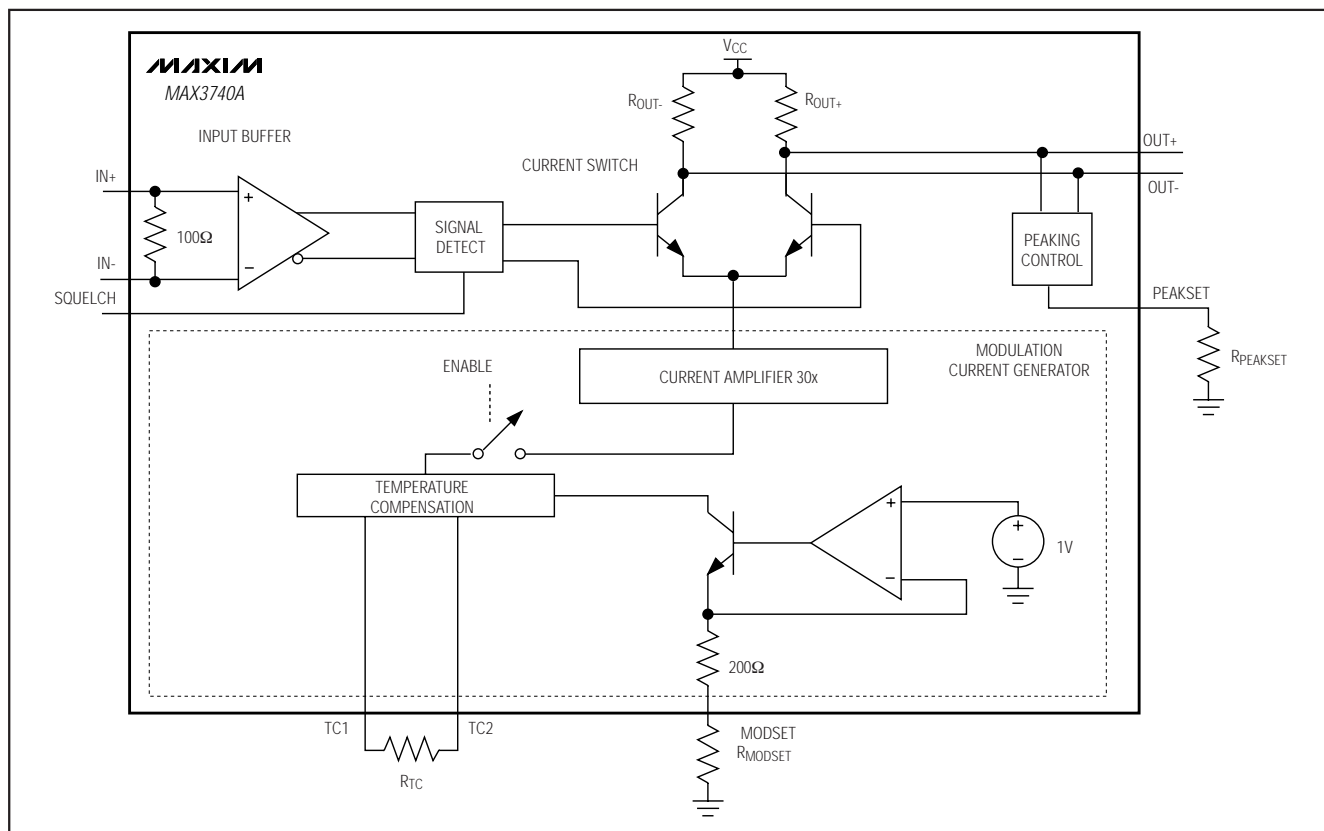 MAXIM
MAX3740A
VCC
ROUT-
ROUT+
INPUT BUFFER
CURRENT SWITCH
OUT+
OUT-
IN+
+
100Ω
−
IN-
SIGNAL
DETECT
PEAKING
CONTROL
SQUELCH
PEAKSET
RPEAKSET
MODULATION
CURRENT GENERATOR
ENABLE
CURRENT AMPLIFIER 30x
TEMPERATURE
COMPENSATION
+
−
+
−
1V
200Ω
TC1
TC2
RTC
MODSET
RMODSET